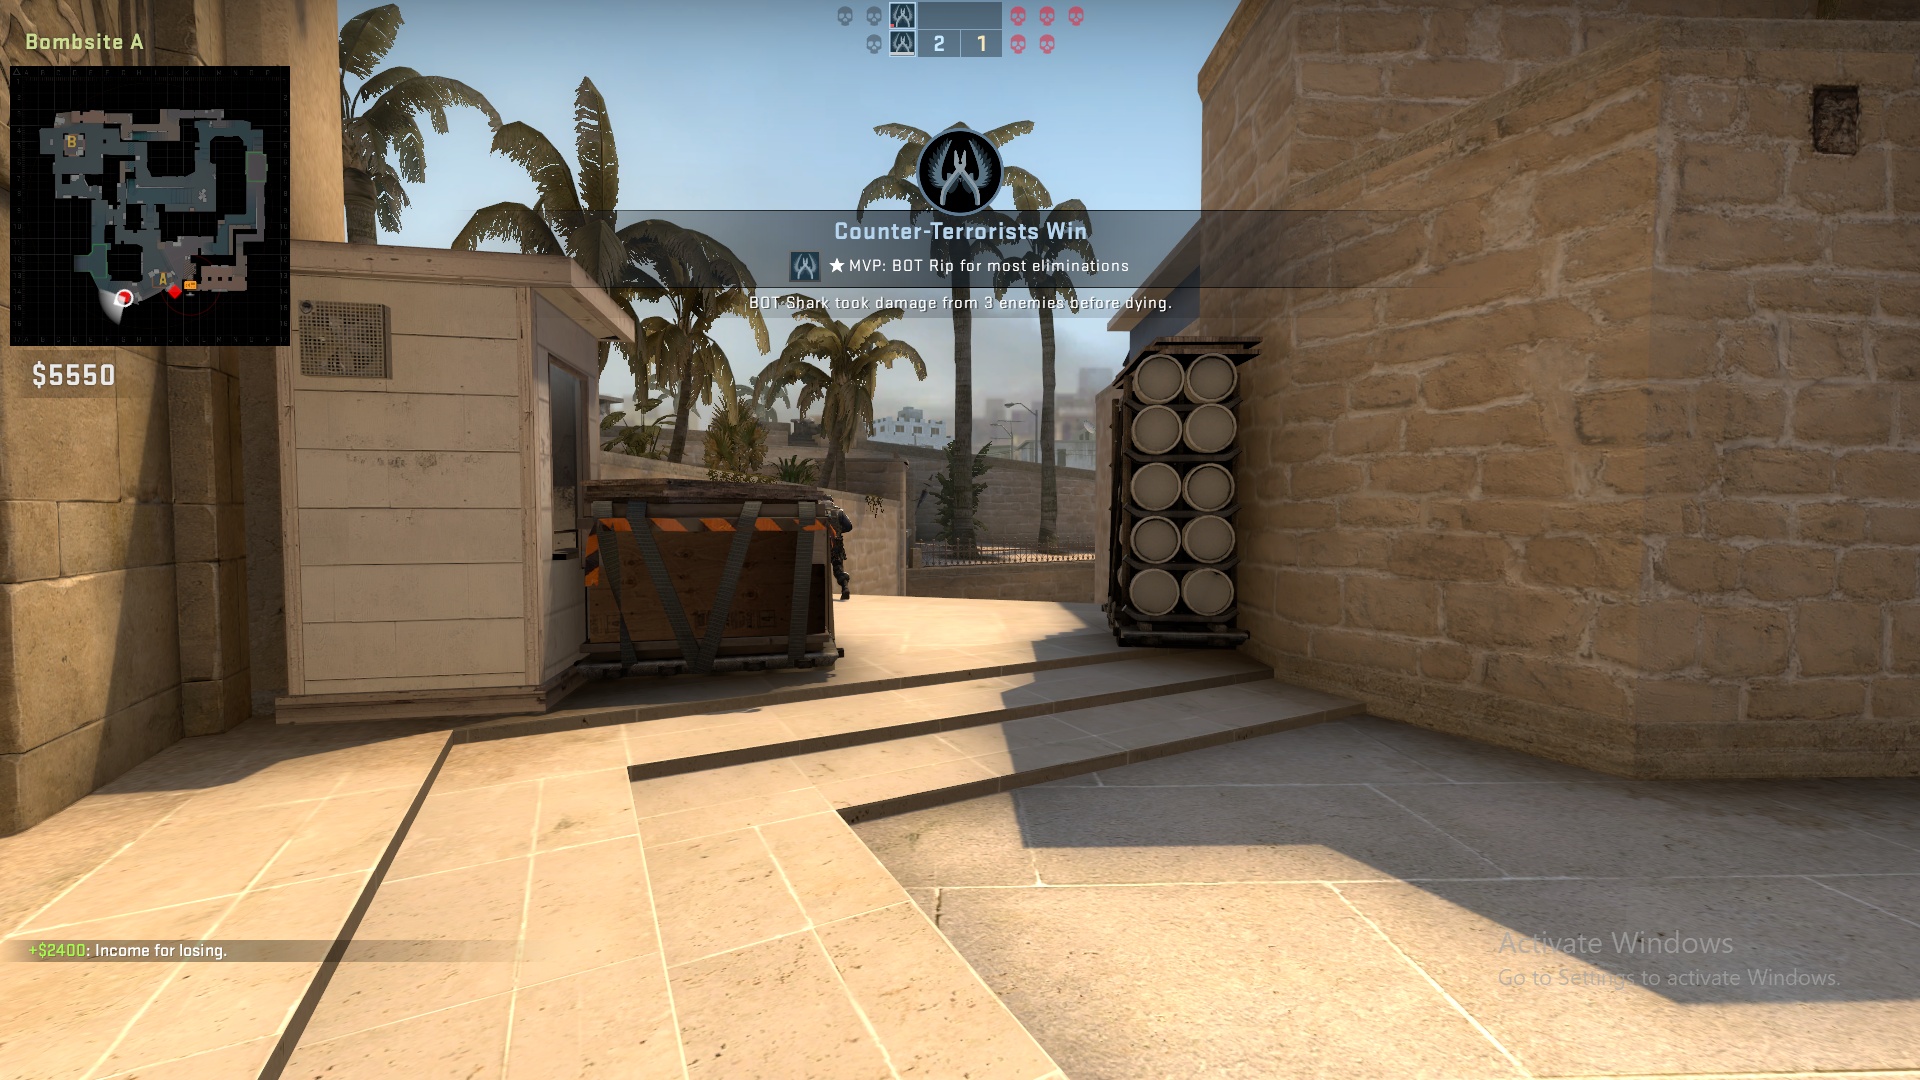 Bombsite A
2 1
B
A
Counter-Terrorists Win
★ MVP: BOT Rip for most eliminations
BOT Shark took damage from 3 enemies before dying.
$5550
+$2400: Income for losing.
Activate Windows
Go to Settings to activate Windows.